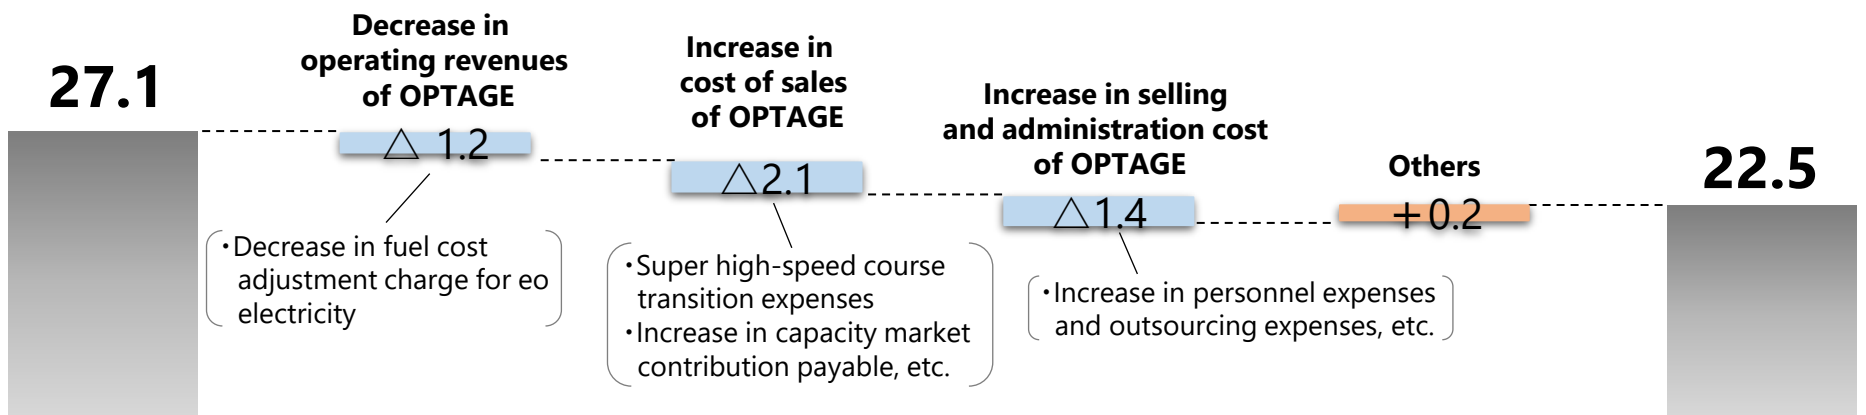 27.1
Decrease in
operating revenues
of OPTAGE
△ 1.2
・Decrease in fuel cost
adjustment charge for eo
electricity
Increase in
cost of sales
of OPTAGE
△2.1
・Super high-speed course
transition expenses
・Increase in capacity market
contribution payable, etc.
Increase in selling
and administration cost
of OPTAGE
△1.4
・Increase in personnel expenses
and outsourcing expenses, etc.
Others
+0.2
22.5